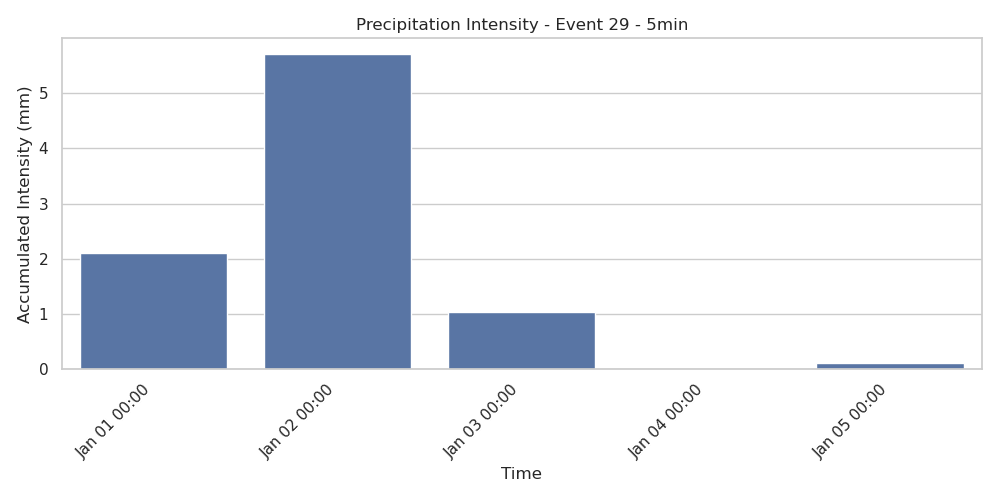 Precipitation Intensity - Event 29 - 5min
Accumulated Intensity (mm)
5
4
3
2
1
0
Jan 01 00:00
Jan 02 00:00
Jan 03 00:00
Jan 04 00:00
Jan 05 00:00
Time